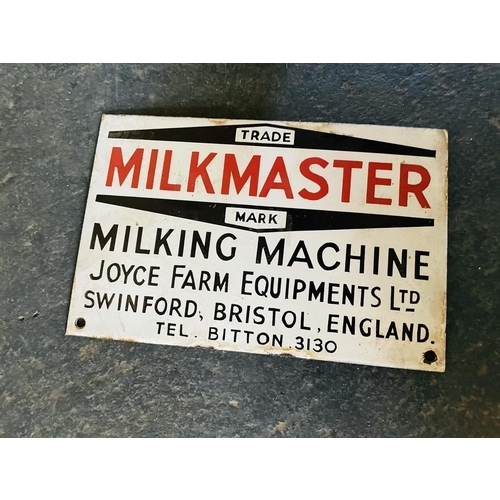 TRADE
MILKMASTER
MARK
MILKING MACHINE
JOYCE FARM EQUIPMENTS LTD
SWINFORD, BRISTOL, ENGLAND.
TEL. BITTON 3130